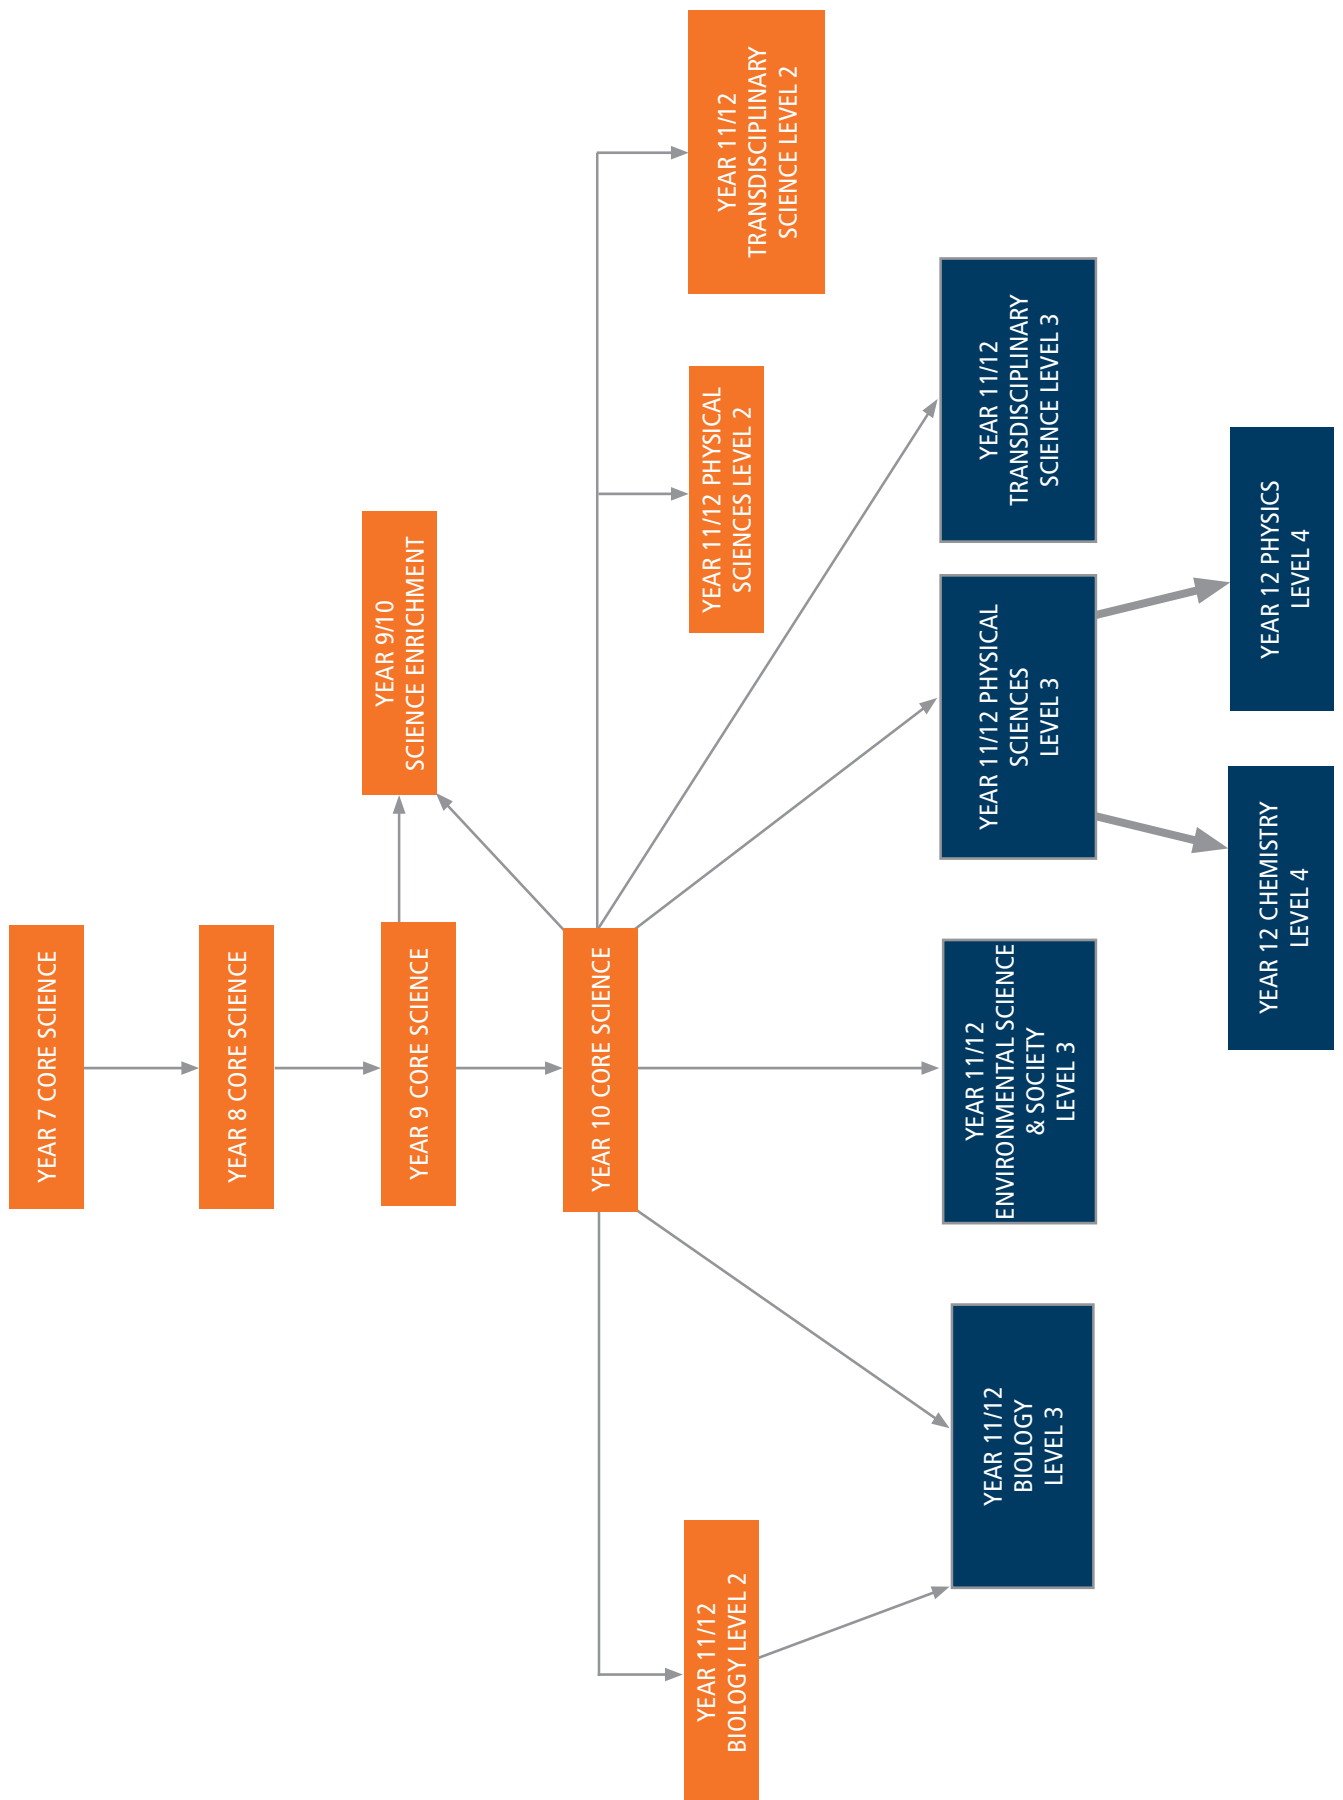 YEAR 7 CORE SCIENCE
YEAR 8 CORE SCIENCE
YEAR 9 CORE SCIENCE
YEAR 9/10
SCIENCE ENRICHMENT
YEAR 10 CORE SCIENCE
YEAR 11/12
BIOLOGY LEVEL 2
YEAR 11/12 PHYSICAL
SCIENCES LEVEL 2
YEAR 11/12
TRANSDISCIPLINARY
SCIENCE LEVEL 2
YEAR 11/12
BIOLOGY
LEVEL 3
YEAR 11/12
ENVIRONMENTAL SCIENCE
& SOCIETY
LEVEL 3
YEAR 11/12 PHYSICAL
SCIENCES
LEVEL 3
YEAR 11/12
TRANSDISCIPLINARY
SCIENCE LEVEL 3
YEAR 12 CHEMISTRY
LEVEL 4
YEAR 12 PHYSICS
LEVEL 4